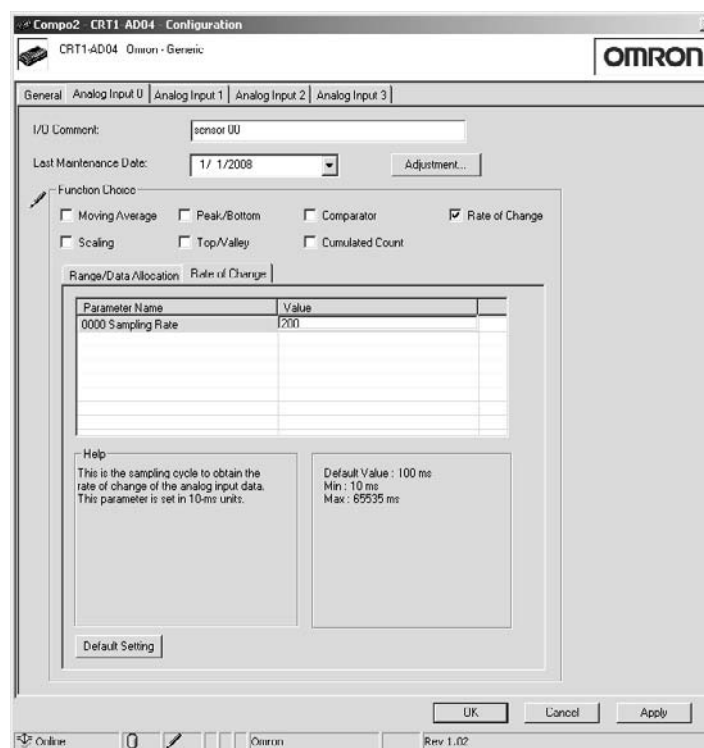 Compo2 - CRT1-AD04 - Configuration
CRT1-AD04 Omron - Generic
OMRON
General Analog Input 0 Analog Input 1 Analog Input 2 Analog Input 3
I/O Comment: sensor 00
Last Maintenance Date: 1/ 1/2008 Adjustment...
Function Choice
Moving Average Peak/Bottom Comparator Rate of Change
Scaling Top/Valley Cumulated Count
Range/Data Allocation Rate of Change
Parameter Name Value
0000 Sampling Rate 200
Help
This is the sampling cycle to obtain the
rate of change of the analog input data.
This parameter is set in 10-ms units.
Default Value : 100 ms
Min : 10 ms
Max : 65535 ms
Default Setting
OK Cancel Apply
Online Omron Rev 1.02